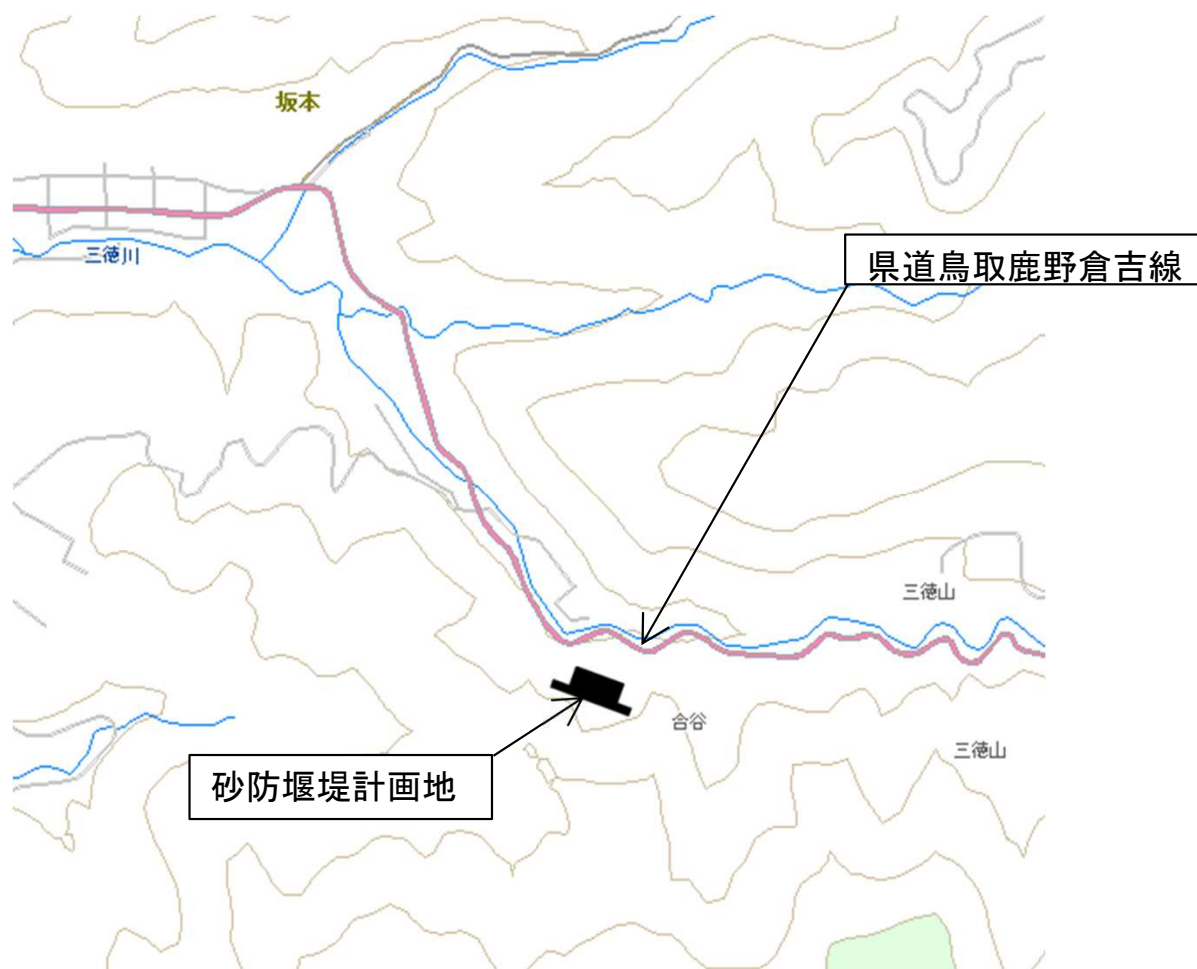 坂本
三徳川
県道鳥取鹿野倉吉線
三徳山
合谷
三徳山
砂防堰堤計画地